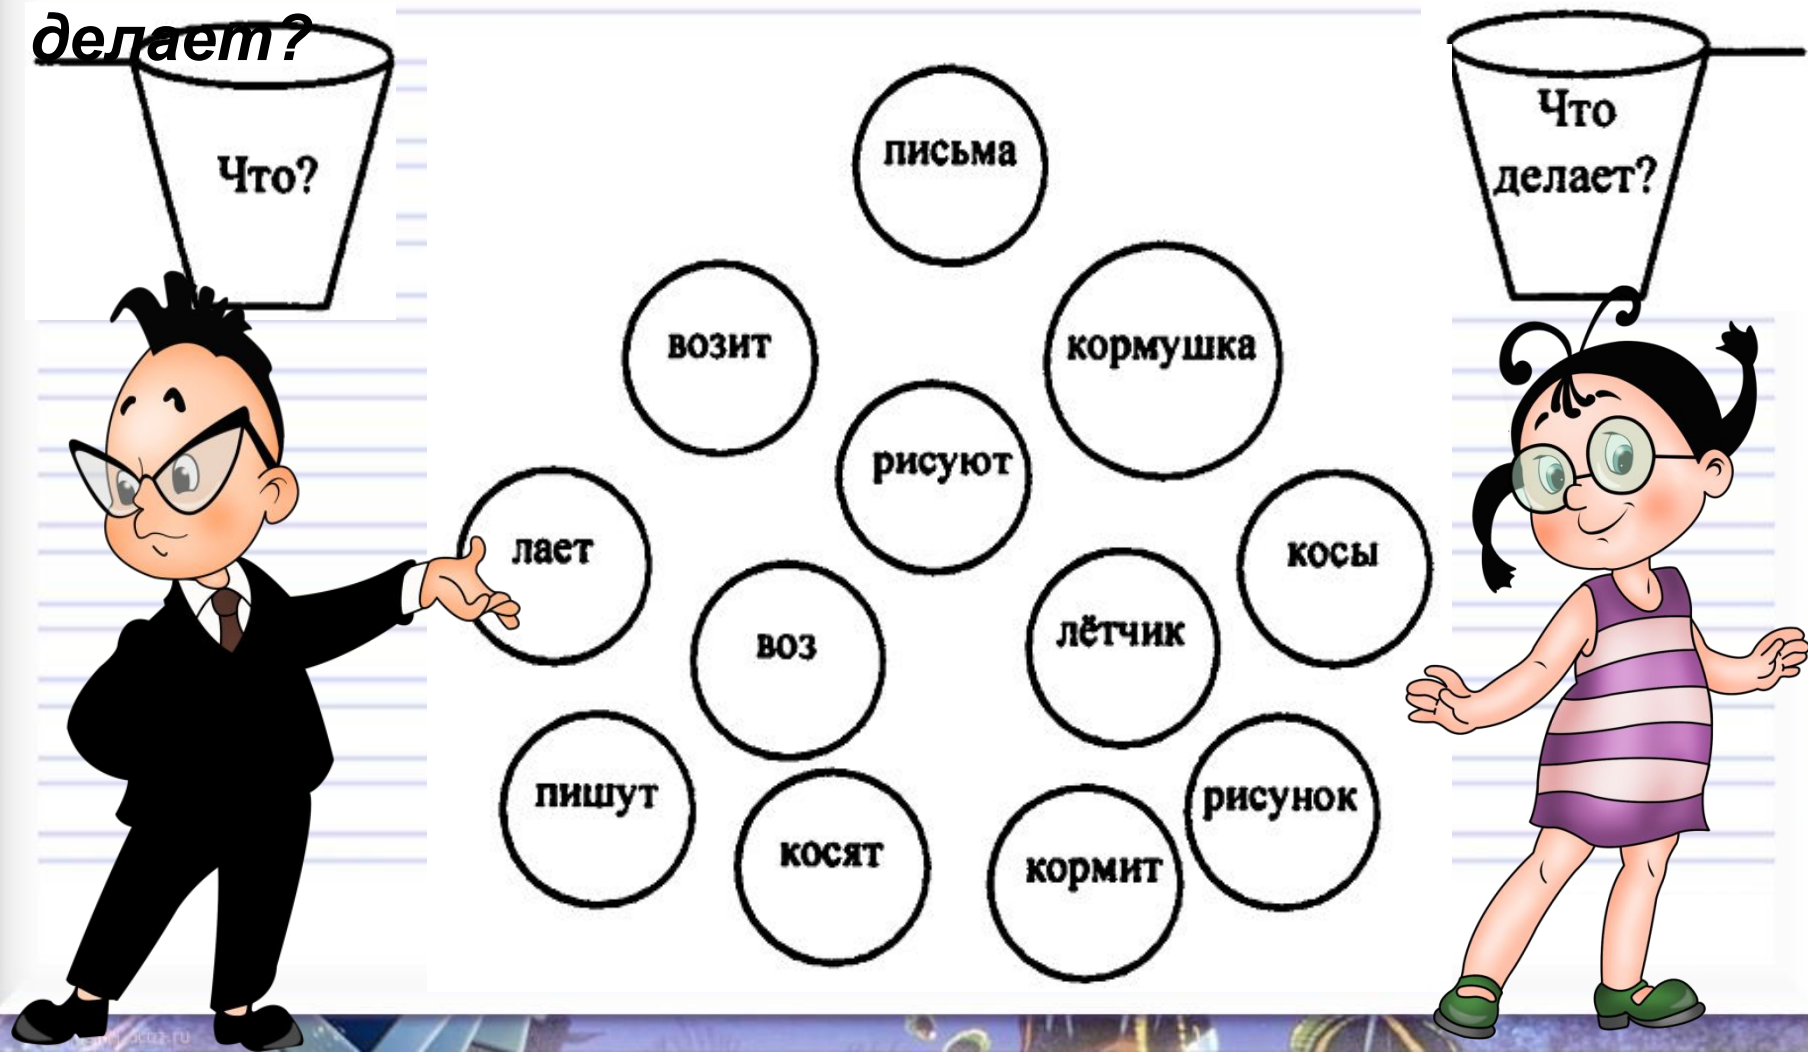 делает?
Что?
Что
делает?
письма
возит
кормушка
рисуют
лает
косы
воз
лётчик
пишут
рисунок
косят
кормит